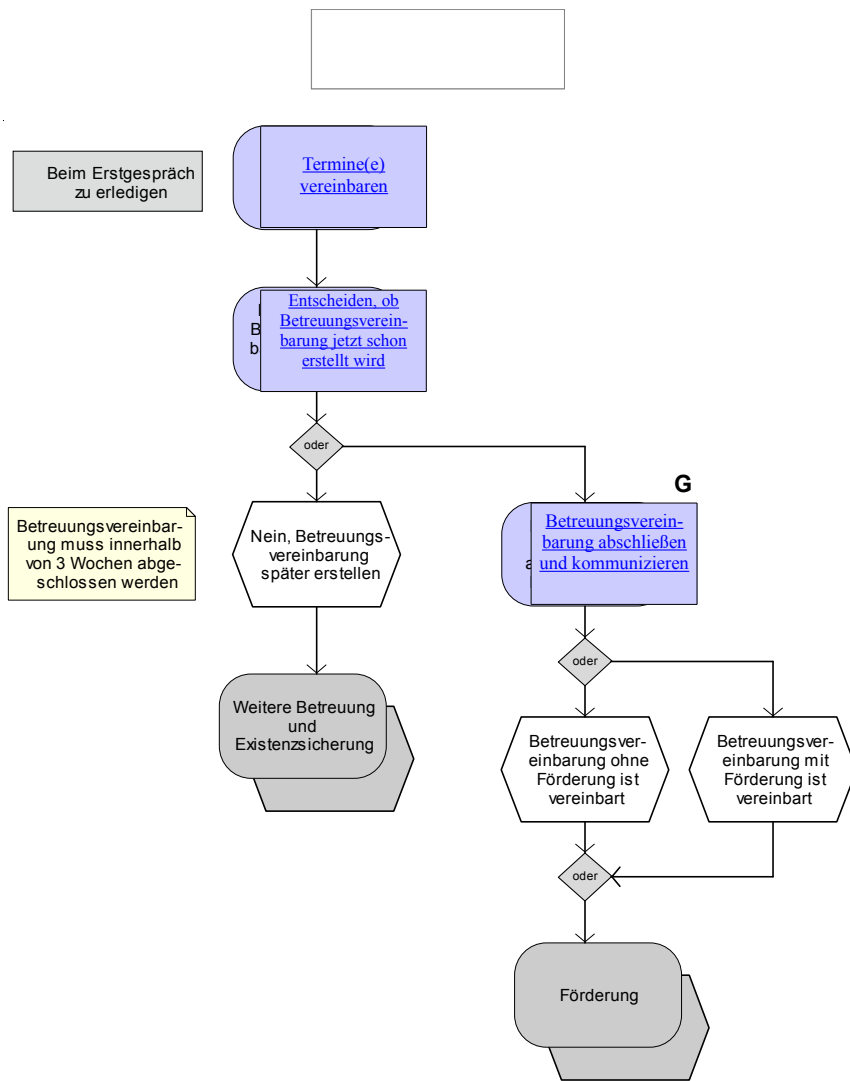 Beim Erstgespräch
zu erledigen
Termine(e)
vereinbaren
Entscheiden, ob
Betreuungsverein-
barung jetzt schon
erstellt wird
oder
G
Betreuungsvereinbar-
ung muss innerhalb
von 3 Wochen abge-
schlossen werden
Nein, Betreuungs-
vereinbarung
später erstellen
Betreuungsverein-
barung abschließen
und kommunizieren
oder
Weitere Betreuung
und
Existenzsicherung
Betreuungsver-
einbarung ohne
Förderung ist
vereinbart
Betreuungsver-
einbarung mit
Förderung ist
vereinbart
oder
Förderung